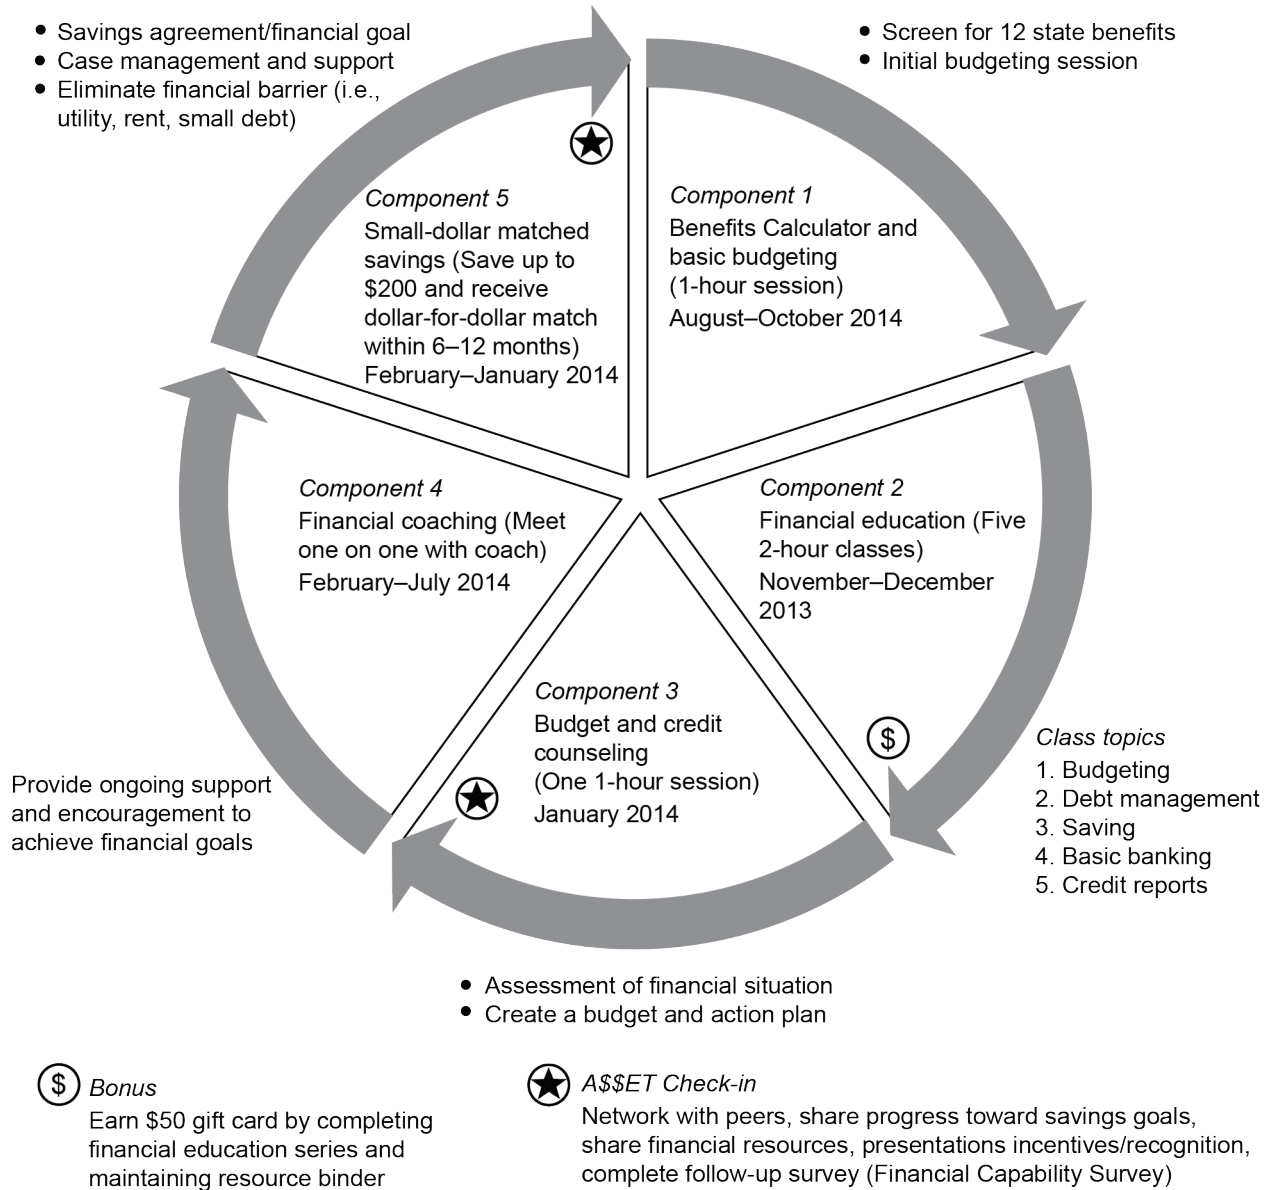 • Savings agreement/financial goal
• Case management and support
• Eliminate financial barrier (i.e.,
utility, rent, small debt)
• Screen for 12 state benefits
• Initial budgeting session
Component 1
Benefits Calculator and
basic budgeting
(1-hour session)
August–October 2014
Component 2
Financial education (Five
2-hour classes)
November–December
2013
$
Class topics
1. Budgeting
2. Debt management
3. Saving
4. Basic banking
5. Credit reports
Component 3
Budget and credit
counseling
(One 1-hour session)
January 2014
• Assessment of financial situation
• Create a budget and action plan
Component 4
Financial coaching (Meet
one on one with coach)
February–July 2014
Provide ongoing support
and encouragement to
achieve financial goals
Component 5
Small-dollar matched
savings (Save up to
$200 and receive
dollar-for-dollar match
within 6–12 months)
February–January 2014
$ Bonus
Earn $50 gift card by completing
financial education series and
maintaining resource binder
A$$ET Check-in
Network with peers, share progress toward savings goals,
share financial resources, presentations incentives/recognition,
complete follow-up survey (Financial Capability Survey)